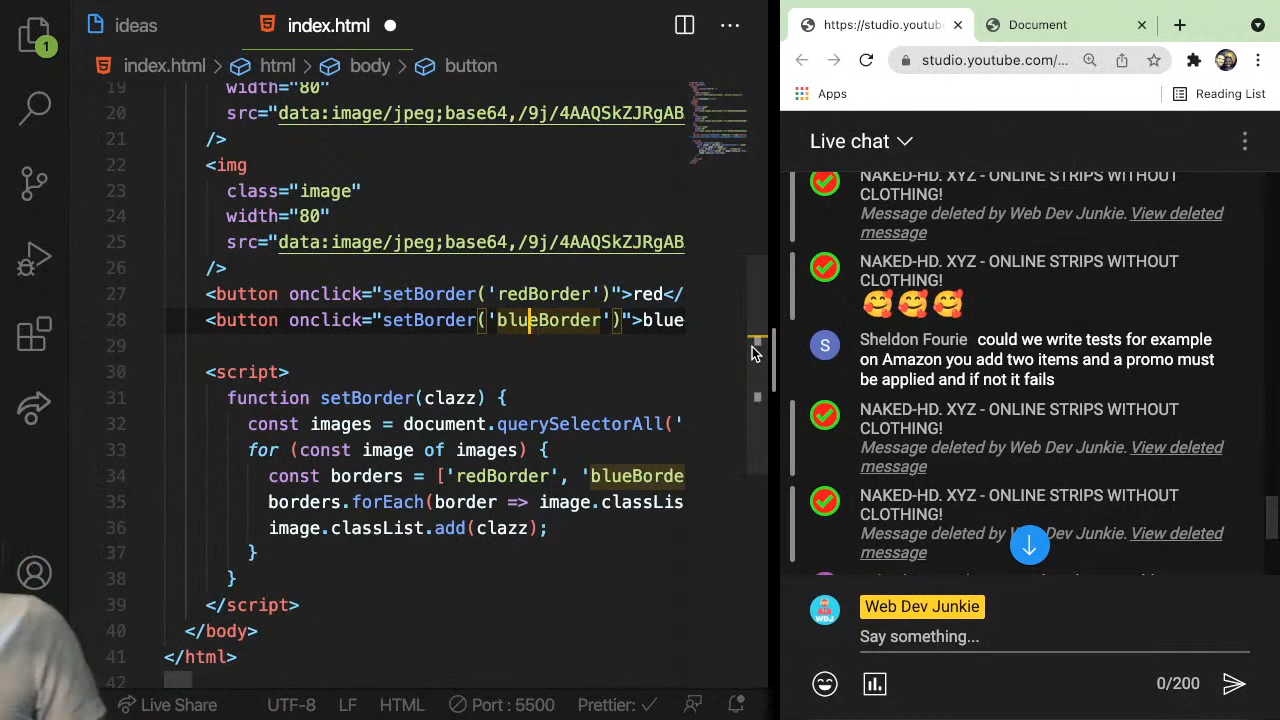 1
ideas
index.html
index.html > html > body > button
19 width="80"
20 src="data:image/jpeg;base64,/9j/4AAQSkZJRgAB
21 />
22 <img
23 class="image"
24 width="80"
25 src="data:image/jpeg;base64,/9j/4AAQSkZJRgAB
26 />
27 <button onclick="setBorder('redBorder')">red</
28 <button onclick="setBorder('blueBorder')">blue
29
30 <script>
31 function setBorder(clazz) {
32 const images = document.querySelectorAll('
33 for (const image of images) {
34 const borders = ['redBorder', 'blueBorde
35 borders.forEach(border => image.classLis
36 image.classList.add(clazz);
37 }
38 }
39 </script>
40 </body>
41 </html>
42
Live Share UTF-8 LF HTML Port : 5500 Prettier:
https://studio.youtub
Document
studio.youtube.com/...
Apps
Reading List
Live chat
NAKED-HD. XYZ - ONLINE STRIPS WITHOUT
CLOTHING!
Message deleted by Web Dev Junkie. View deleted
message
NAKED-HD. XYZ - ONLINE STRIPS WITHOUT
CLOTHING!
S
Sheldon Fourie could we write tests for example
on Amazon you add two items and a promo must
be applied and if not it fails
NAKED-HD. XYZ - ONLINE STRIPS WITHOUT
CLOTHING!
Message deleted by Web Dev Junkie. View deleted
message
NAKED-HD. XYZ - ONLINE STRIPS WITHOUT
CLOTHING!
Message deleted by Web Dev Junkie. View deleted
message
WDJ
Web Dev Junkie
Say something...
0/200